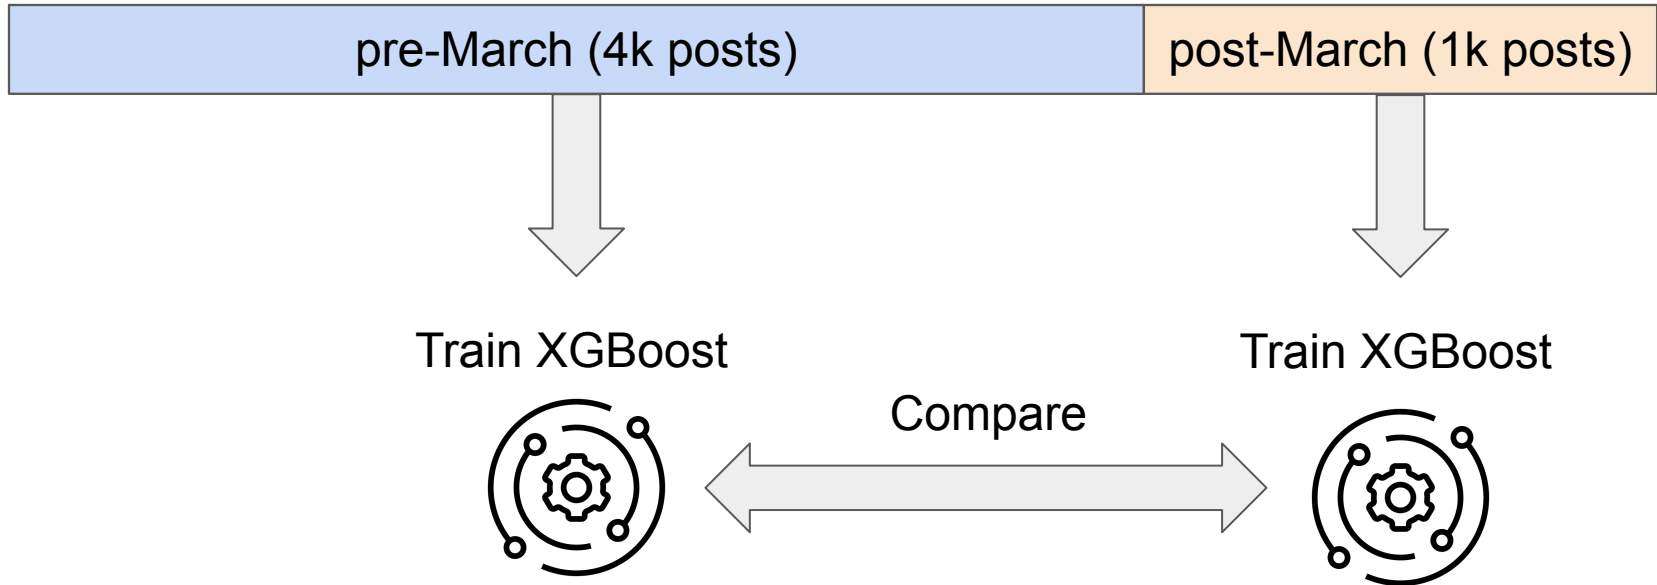 pre-March (4k posts)
post-March (1k posts)
Train XGBoost
Train XGBoost
Compare